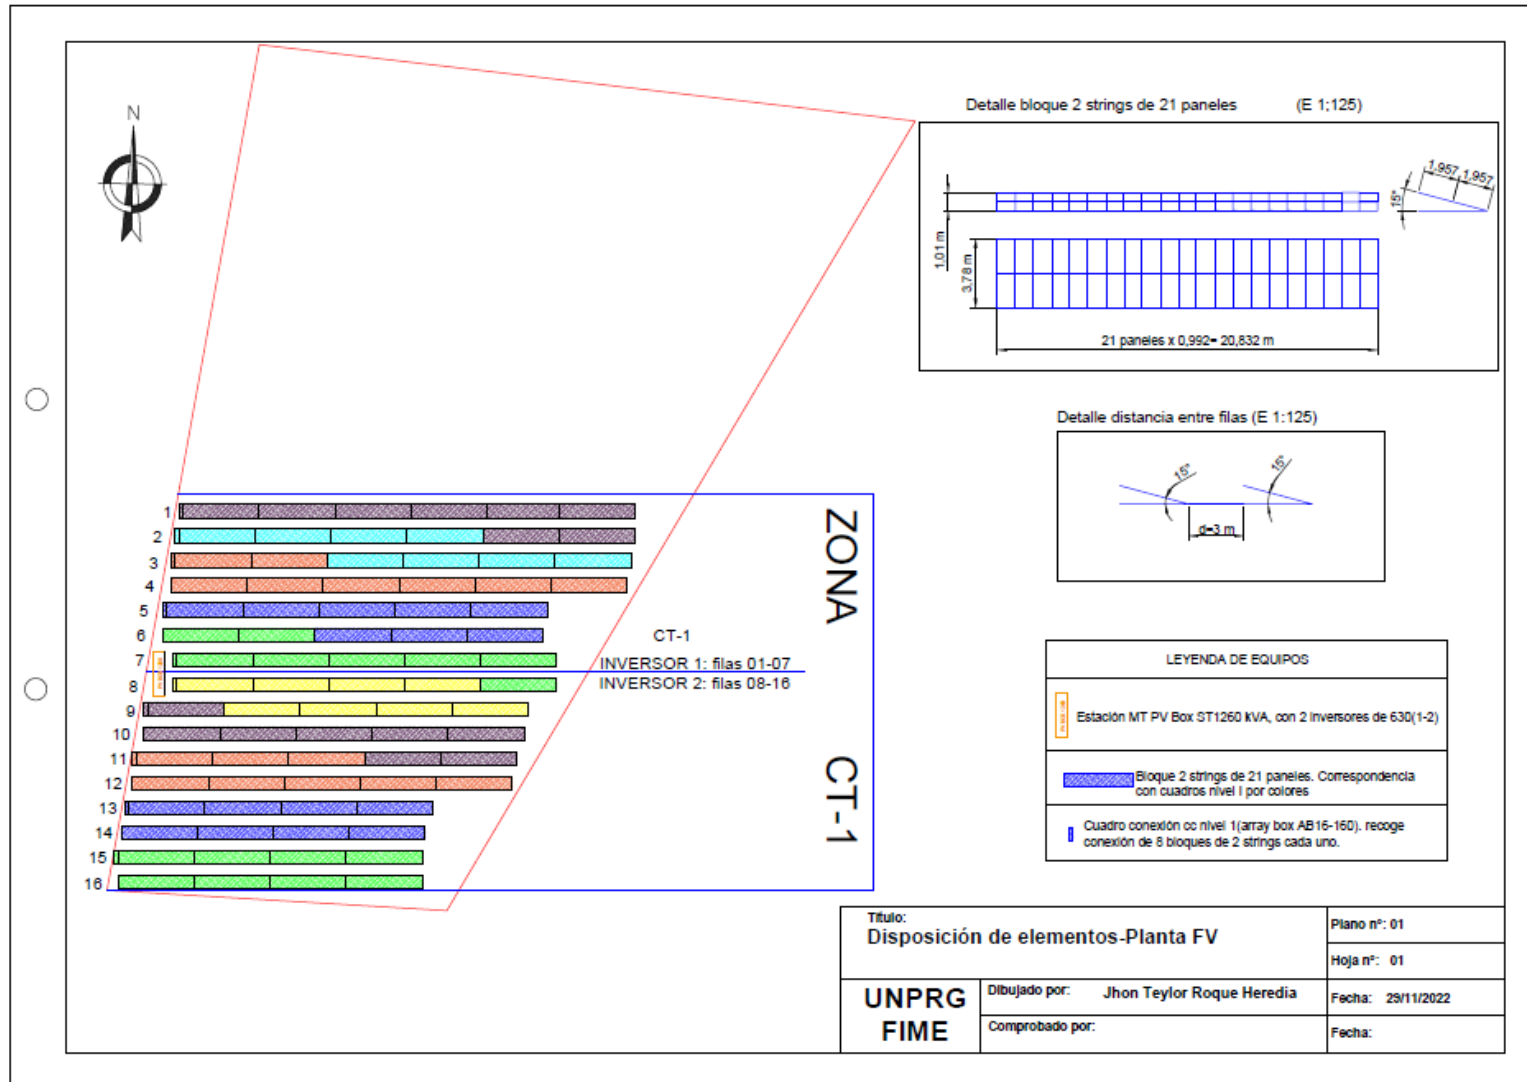 N
Detalle bloque 2 strings de 21 paneles (E 1:125)
1,957
1,957
15°
1,01 m
3,78 m
21 paneles x 0,992= 20,832 m
Detalle distancia entre filas (E 1:125)
15°
15°
d=3 m
1
2
3
4
5
6
7
8
9
10
11
12
13
14
15
16
ZONA CT-1
CT-1
INVERSOR 1: filas 01-07
INVERSOR 2: filas 08-16
LEYENDA DE EQUIPOS
Estación MT PV Box ST1260 kVA, con 2 inversores de 630(1-2)
Bloque 2 strings de 21 paneles. Correspondencia
con cuadros nivel I por colores
Cuadro conexión cc nivel 1(array box AB16-160). recoge
conexión de 8 bloques de 2 strings cada uno.
Título:
Disposición de elementos-Planta FV
Plano nº: 01
Hoja nº: 01
UNPRG
FIME
Dibujado por: Jhon Teylor Roque Heredia
Fecha: 29/11/2022
Comprobado por:
Fecha: